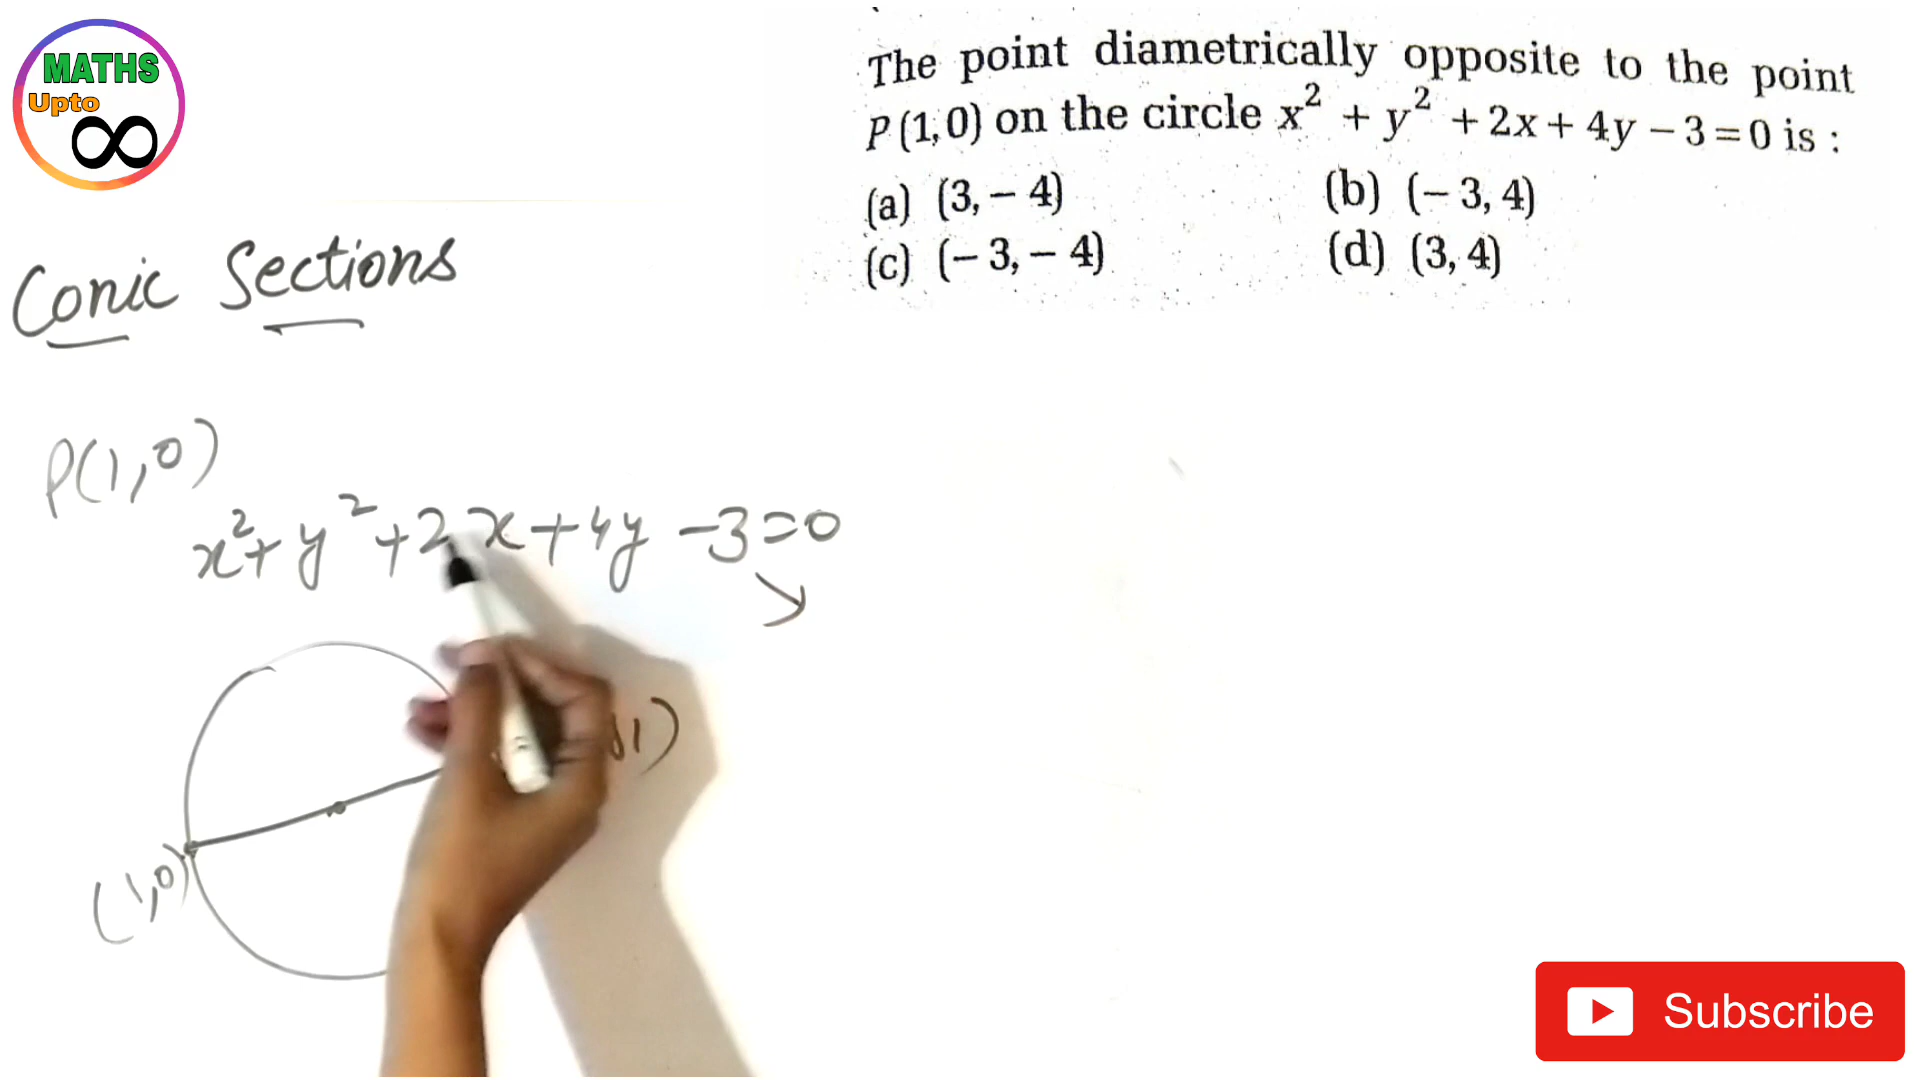 MATHS
Upto
∞
The point diametrically opposite to the point
P(1,0) on the circle x² + y² + 2x + 4y – 3 = 0 is :
(a) (3, – 4) (b) (– 3, 4)
(c) (– 3, – 4) (d) (3, 4)
Conic Sections
P(1,0)
x²+y²+2x+4y-3=0
(1,0)
Subscribe